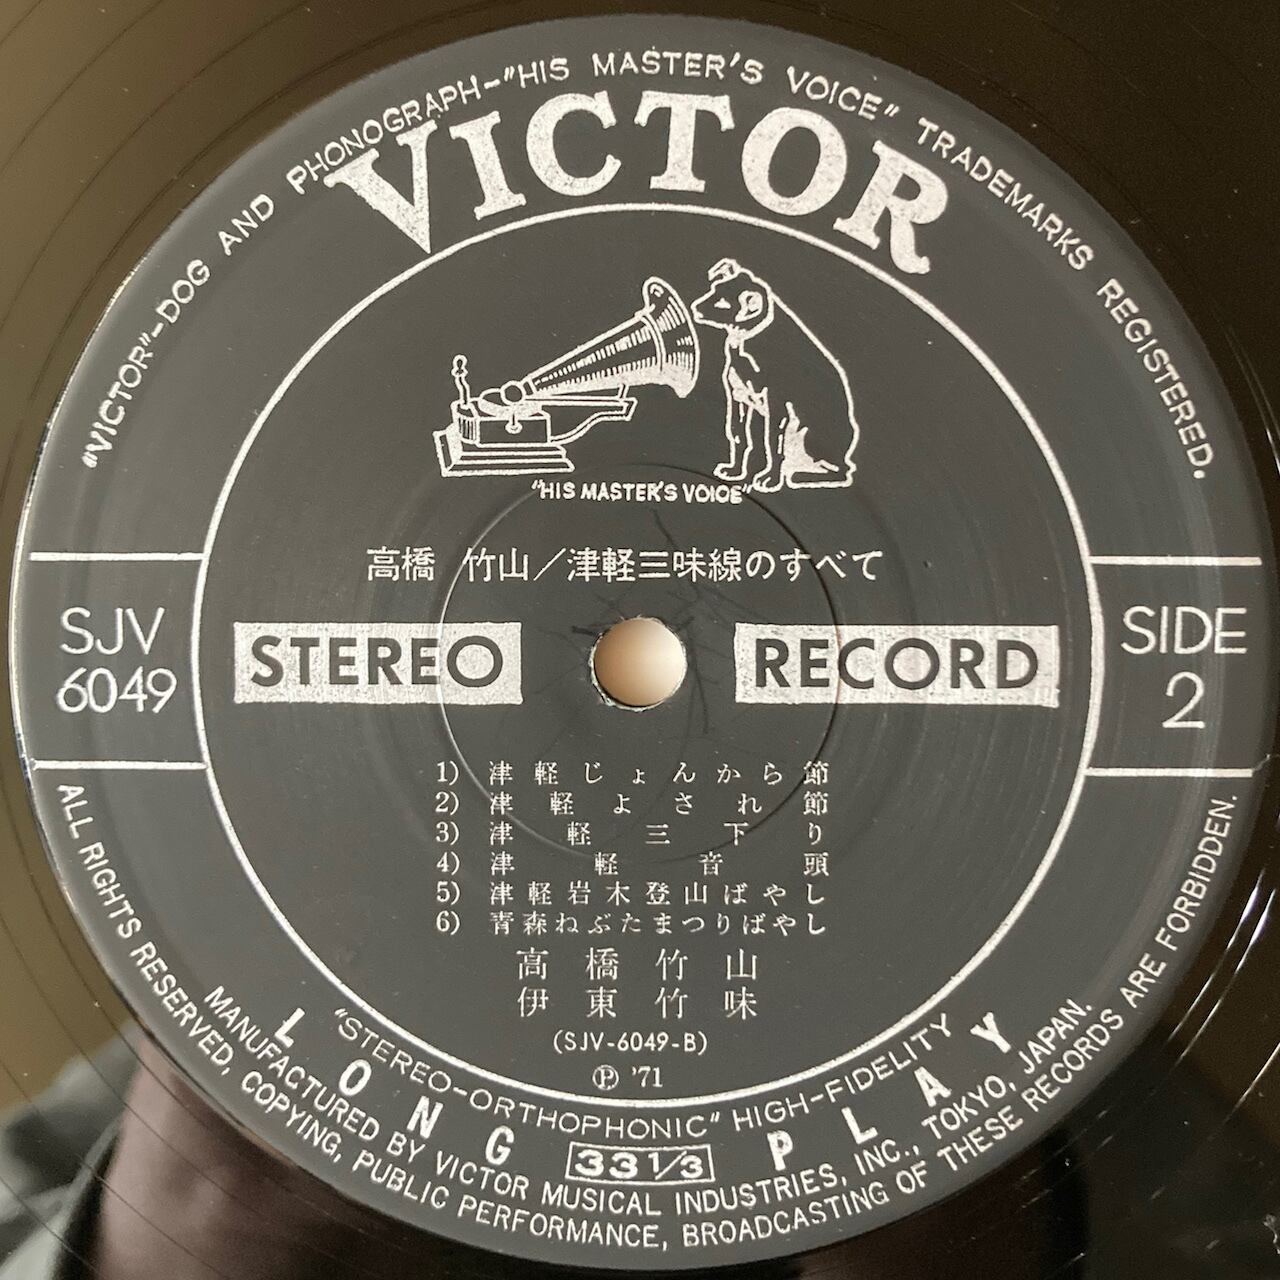 "VICTOR"-DOG AND PHONOGRAPH-"HIS MASTER'S VOICE" TRADEMARKS REGISTERED.
VICTOR
"HIS MASTER'S VOICE"
高橋 竹山/津軽三味線のすべて
SJV
6049
STEREO RECORD
SIDE
2
1) 津軽じょんから節
2) 津軽よされ節
3) 津軽三下り
4) 津軽音頭
5) 津軽岩木登山ばやし
6) 青森ねぶたまつりばやし
高橋竹山
伊東竹味
(SJV-6049-B)
Ⓟ '71
"STEREO-ORTHOPHONIC" HIGH-FIDELITY
LONG 33 1/3 PLAY
MANUFACTURED BY VICTOR MUSICAL INDUSTRIES, INC., TOKYO, JAPAN.
ALL RIGHTS RESERVED, COPYING, PUBLIC PERFORMANCE, BROADCASTING OF THESE RECORDS ARE FORBIDDEN.